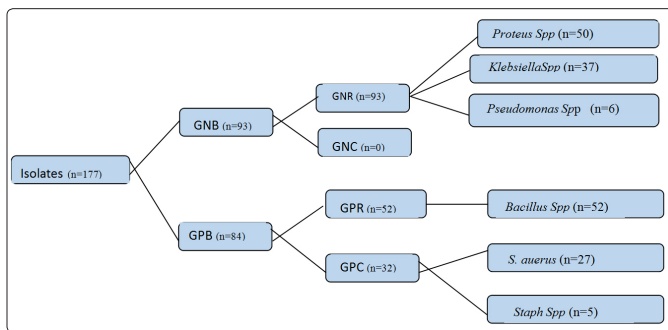 Proteus Spp (n=50)
KlebsiellaSpp (n=37)
GNR (n=93)
Pseudomonas Spp (n=6)
GNB (n=93)
GNC (n=0)
Isolates (n=177)
GPR (n=52)
Bacillus Spp (n=52)
GPB (n=84)
S. auerus (n=27)
GPC (n=32)
Staph Spp (n=5)